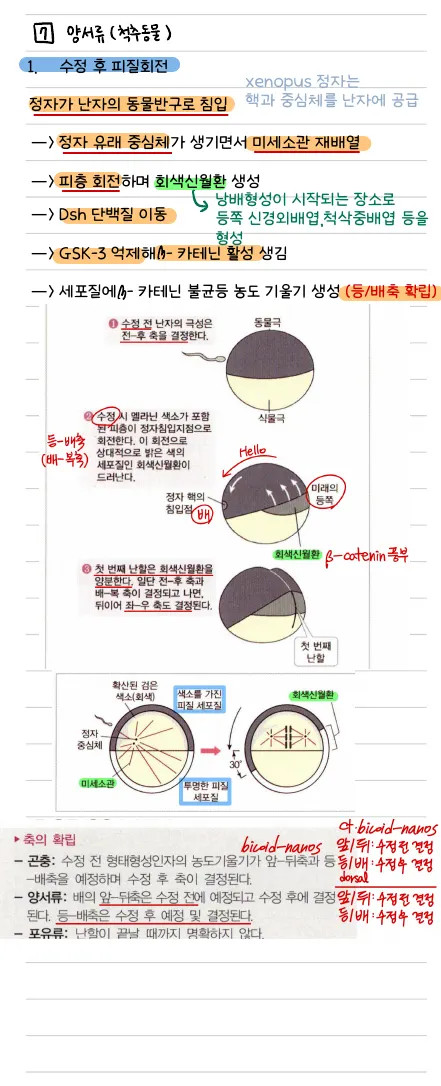 7 양서류 (척추동물)
1. 수정 후 피질회전
xenopus 정자는
핵과 중심체를 난자에 공급
정자가 난자의 동물반구로 침입
—> 정자 유래 중심체가 생기면서 미세소관 재배열
—> 피층 회전하며 회색신월환 생성
낭배형성이 시작되는 장소로
등쪽 신경외배엽,척삭중배엽 등을
형성
—> Dsh 단백질 이동
—> GSK-3 억제해 β- 카테닌 활성 생김
—> 세포질에 β- 카테닌 불균등 농도 기울기 생성 (등/배축 확립)
1 수정 전 난자의 극성은
전–후 축을 결정한다.
동물극
식물극
2 수정 시 멜라닌 색소가 포함
된 피층이 정자침입지점으로
회전한다. 이 회전으로
상대적으로 밝은 색의
세포질인 회색신월환이
드러난다.
등-배축
(배-복축)
Hello
정자 핵의
침입점
배
미래의
등쪽
회색신월환
β-catenin 풍부
3 첫 번째 난할은 회색신월환을
양분한다. 일단 전–후 축과
배–복 축이 결정되고 나면,
뒤이어 좌–우 축도 결정된다.
첫 번째
난할
확산된 검은
색소(회색)
색소를 가진
피질 세포질
회색신월환
정자
중심체
30°
미세소관
투명한 피질
세포질
▸ 축의 확립
bicoid-nanos
– 곤충: 수정 전 형태형성인자의 농도기울기가 앞–뒤축과 등
–배축을 예정하며 수정 후 축이 결정된다.
– 양서류: 배의 앞–뒤축은 수정 전에 예정되고 수정 후에 결정
된다. 등–배축은 수정 후 예정 및 결정된다.
– 포유류: 난할이 끝날 때까지 명확하지 않다.
bicoid-nanos
앞/뒤: 수정전 결정
등/배: 수정후 결정
dorsal
앞/뒤: 수정전 결정
등/배: 수정후 결정